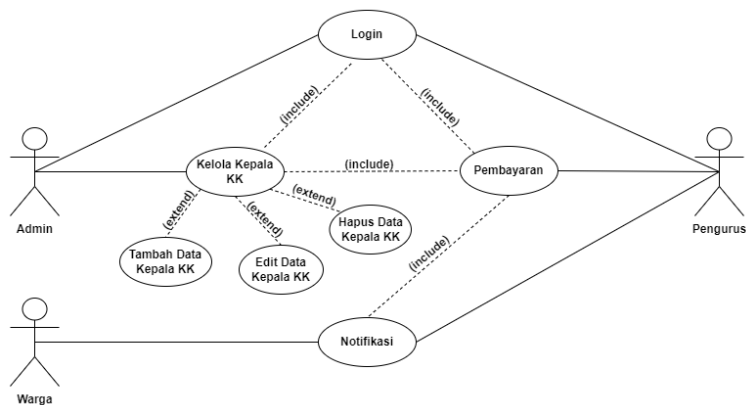 Login
(include)
(include)
Kelola Kepala
KK
(include)
Pembayaran
Admin
Pengurus
(extend)
(extend)
(extend)
Hapus Data
Kepala KK
Tambah Data
Kepala KK
Edit Data
Kepala KK
(include)
Notifikasi
Warga